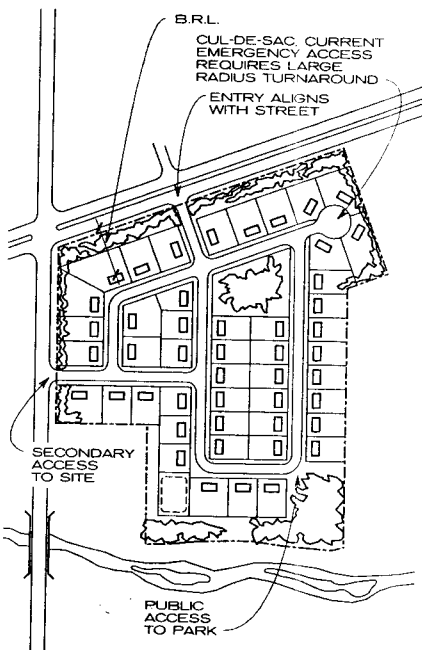 B.R.L.
CUL-DE-SAC, CURRENT
EMERGENCY ACCESS
REQUIRES LARGE
RADIUS TURNAROUND
ENTRY ALIGNS
WITH STREET
SECONDARY
ACCESS
TO SITE
PUBLIC
ACCESS
TO PARK